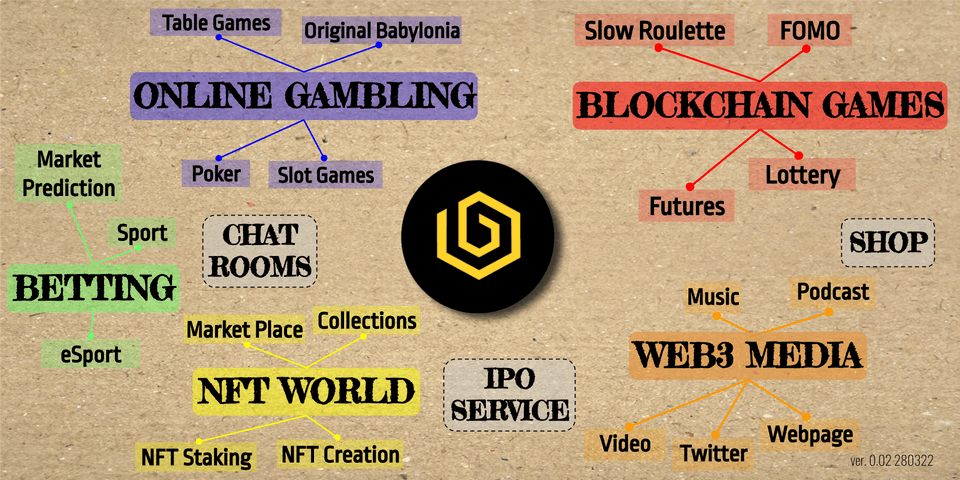 Table Games
Original Babylonia
ONLINE GAMBLING
Poker
Slot Games
Slow Roulette
FOMO
BLOCKCHAIN GAMES
Lottery
Futures
Market
Prediction
Sport
BETTING
eSport
CHAT
ROOMS
SHOP
Market Place
Collections
NFT WORLD
NFT Staking
NFT Creation
IPO
SERVICE
Music
Podcast
WEB3 MEDIA
Video
Twitter
Webpage
ver. 0.02 280322